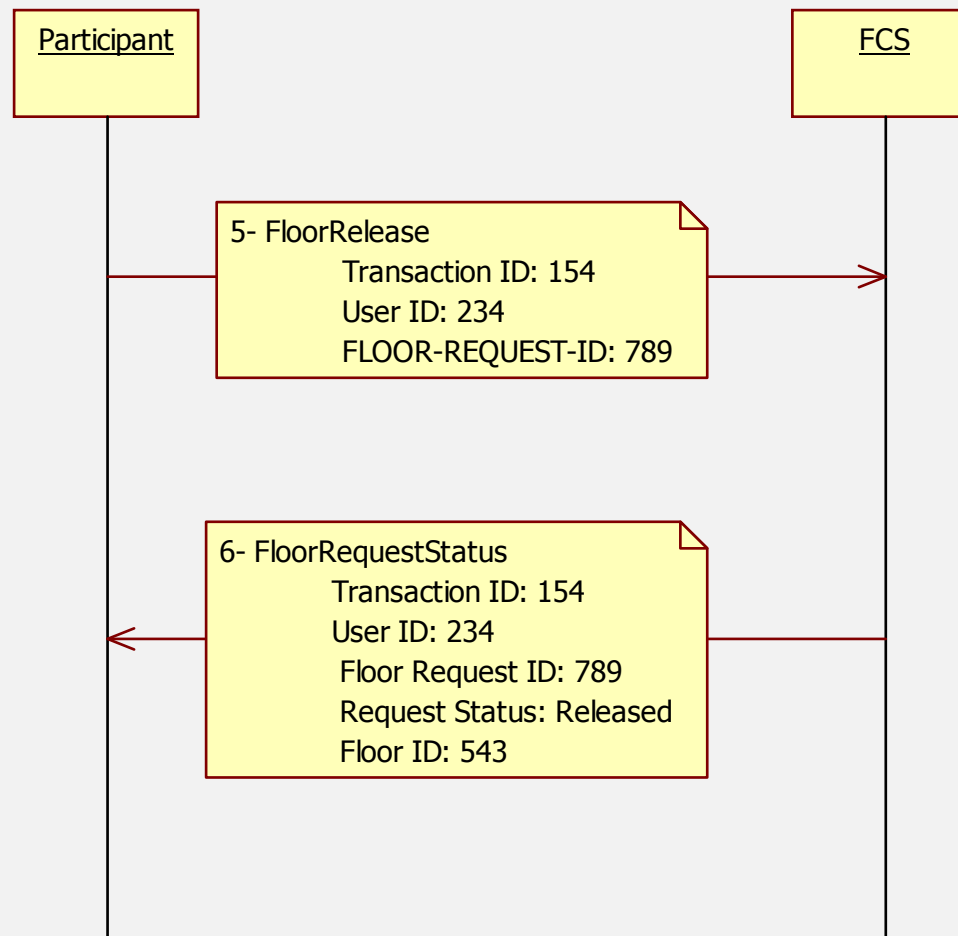 Participant
FCS
5- FloorRelease
Transaction ID: 154
User ID: 234
FLOOR-REQUEST-ID: 789
6- FloorRequestStatus
Transaction ID: 154
User ID: 234
Floor Request ID: 789
Request Status: Released
Floor ID: 543